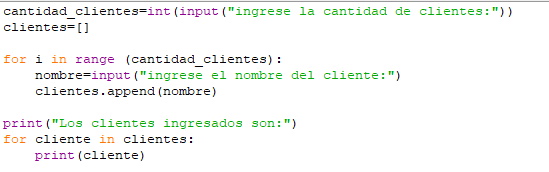 cantidad_clientes=int(input("ingrese la cantidad de clientes:"))
clientes=[]
for i in range (cantidad_clientes):
    nombre=input("ingrese el nombre del cliente:")
    clientes.append(nombre)
print("Los clientes ingresados son:")
for cliente in clientes:
    print(cliente)